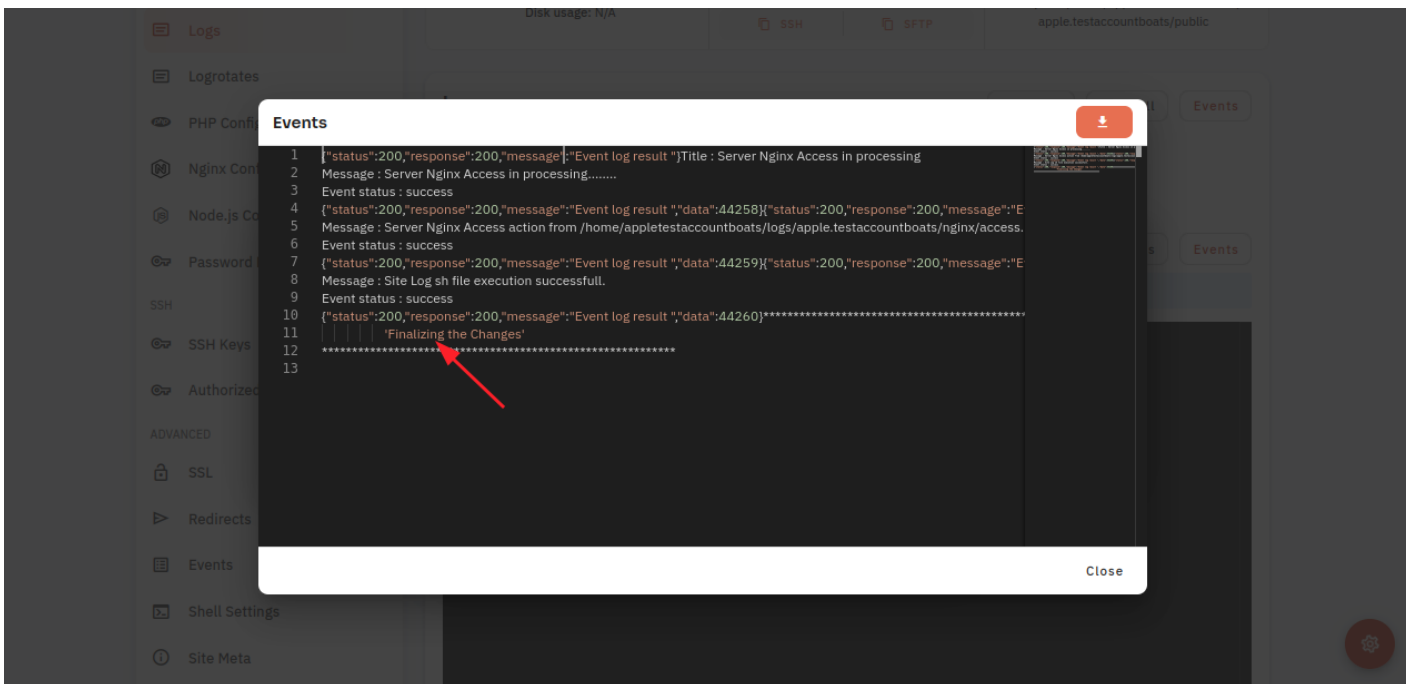 Disk usage: N/A
SSH
SFTP
apple.testaccountboats/public
Logs
Logrotates
PHP Config
Nginx Con
Node.js Co
Password
SSH
SSH Keys
Authorized
ADVANCED
SSL
Redirects
Events
Shell Settings
Site Meta
Events
Events
Events
1 {"status":200,"response":200,"message":"Event log result "}Title : Server Nginx Access in processing
2 Message : Server Nginx Access in processing........
3 Event status : success
4 {"status":200,"response":200,"message":"Event log result ","data":44258}{"status":200,"response":200,"message":"E
5 Message : Server Nginx Access action from /home/appletestaccountboats/logs/apple.testaccountboats/nginx/access.
6 Event status : success
7 {"status":200,"response":200,"message":"Event log result ","data":44259}{"status":200,"response":200,"message":"E
8 Message : Site Log sh file execution successfull.
9 Event status : success
10 {"status":200,"response":200,"message":"Event log result ","data":44260}********************************************
11 'Finalizing the Changes'
12 ************************************************************
13
Close